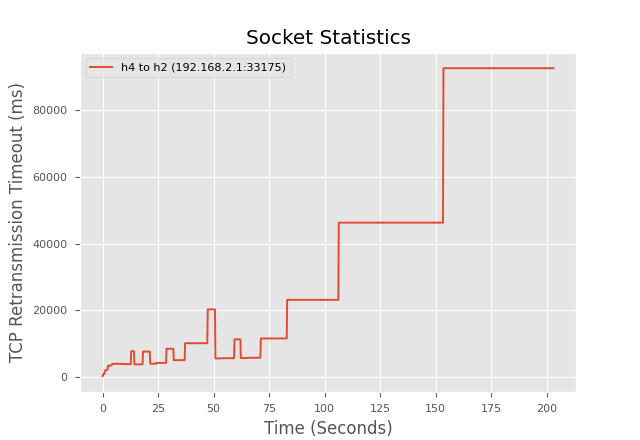 Socket Statistics
h4 to h2 (192.168.2.1:33175)
TCP Retransmission Timeout (ms)
80000
60000
40000
20000
0
0 25 50 75 100 125 150 175 200
Time (Seconds)